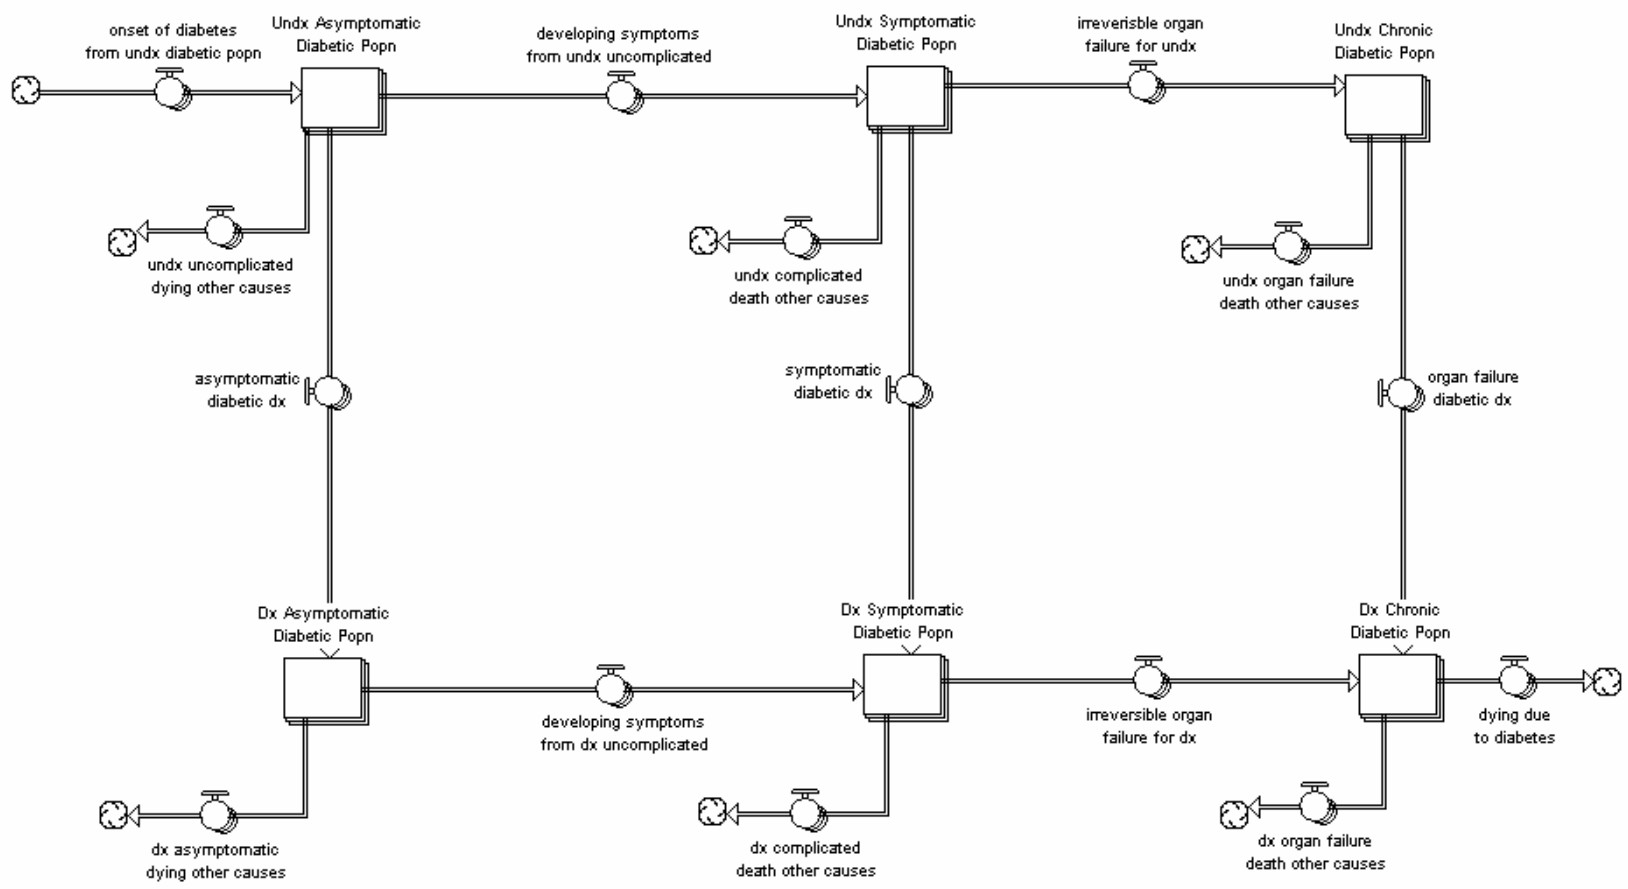 onset of diabetes
from undx diabetic popn
Undx Asymptomatic
Diabetic Popn
developing symptoms
from undx uncomplicated
Undx Symptomatic
Diabetic Popn
irreverisble organ
failure for undx
Undx Chronic
Diabetic Popn
undx uncomplicated
dying other causes
undx complicated
death other causes
undx organ failure
death other causes
asymptomatic
diabetic dx
symptomatic
diabetic dx
organ failure
diabetic dx
Dx Asymptomatic
Diabetic Popn
Dx Symptomatic
Diabetic Popn
Dx Chronic
Diabetic Popn
developing symptoms
from dx uncomplicated
irreversible organ
failure for dx
dying due
to diabetes
dx asymptomatic
dying other causes
dx complicated
death other causes
dx organ failure
death other causes